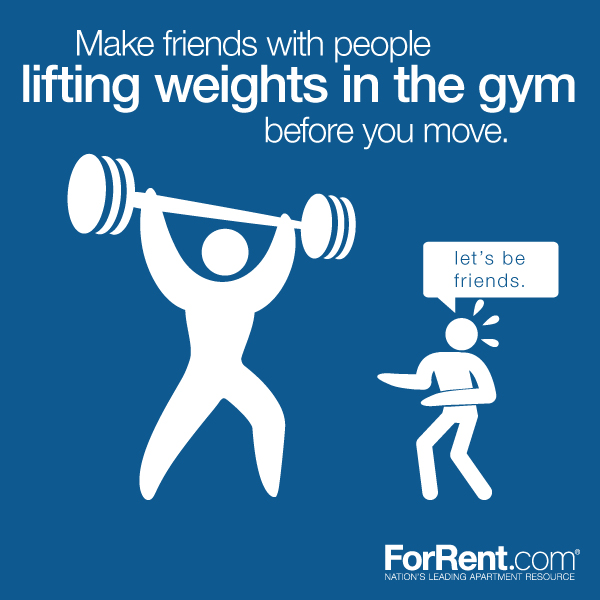 Make friends with people
lifting weights in the gym
before you move.
let's be
friends.
ForRent.com®
NATION'S LEADING APARTMENT RESOURCE